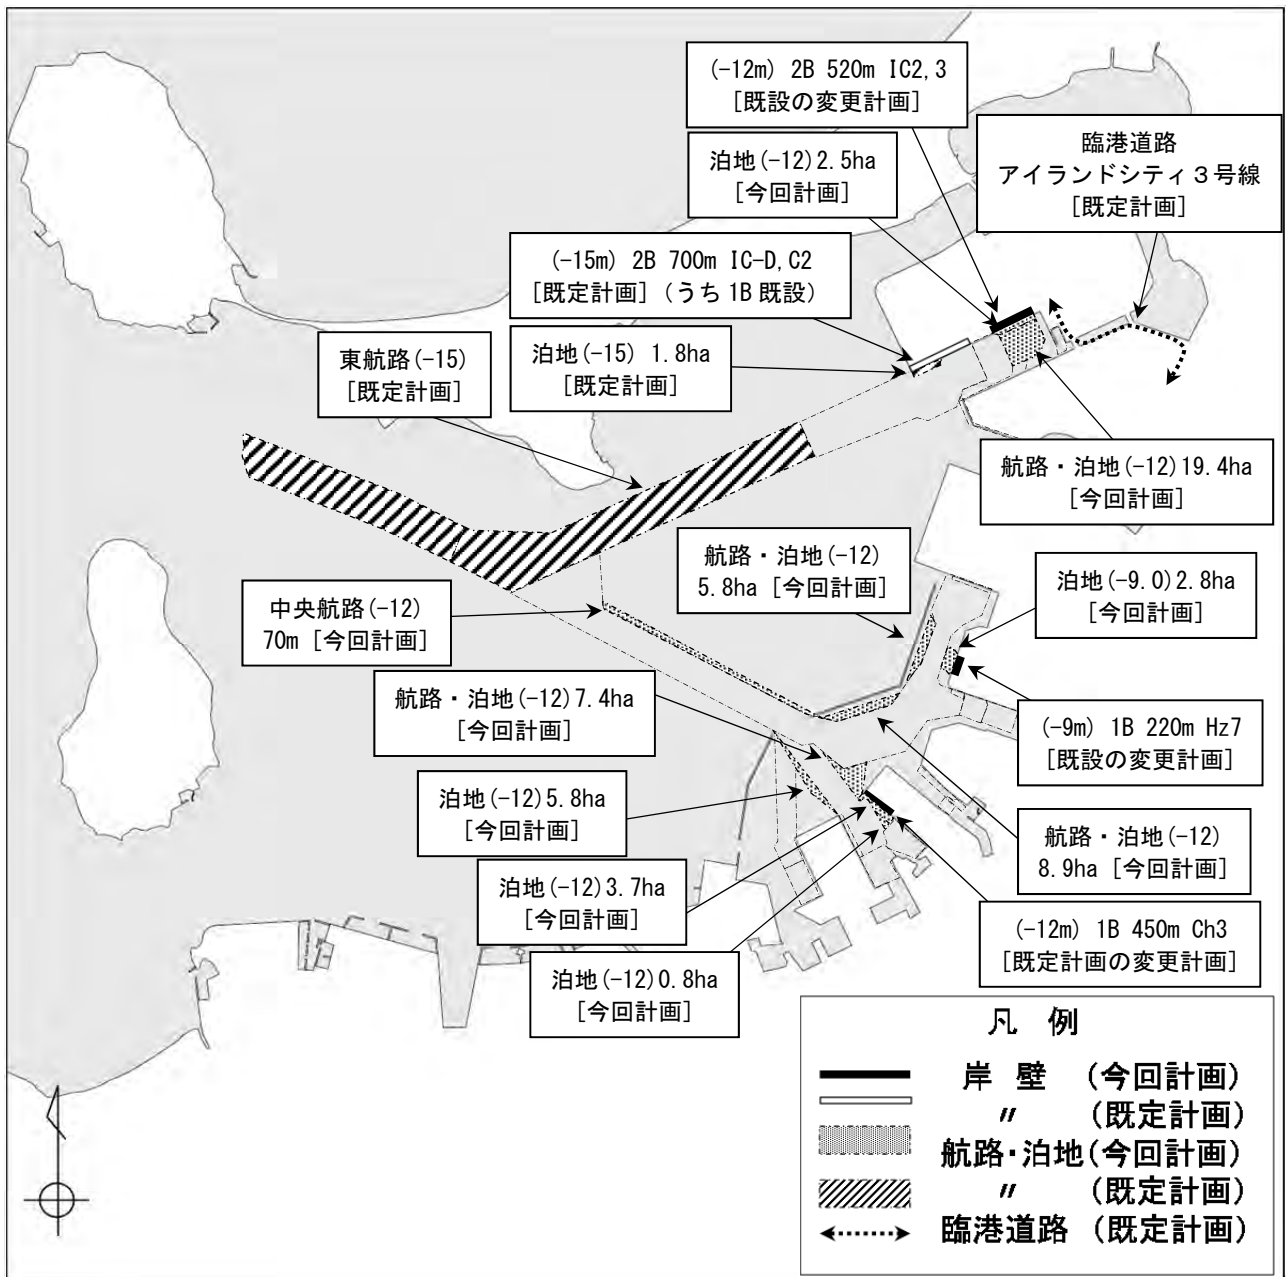 (-12m) 2B 520m IC2,3
[既設の変更計画]
泊地(-12)2.5ha
[今回計画]
臨港道路
アイランドシティ３号線
[既定計画]
(-15m) 2B 700m IC-D,C2
[既定計画]（うち1B既設）
東航路(-15)
[既定計画]
泊地(-15) 1.8ha
[既定計画]
航路・泊地(-12)19.4ha
[今回計画]
航路・泊地(-12)
5.8ha [今回計画]
泊地(-9.0)2.8ha
[今回計画]
中央航路(-12)
70m [今回計画]
航路・泊地(-12)7.4ha
[今回計画]
(-9m) 1B 220m Hz7
[既設の変更計画]
泊地(-12)5.8ha
[今回計画]
航路・泊地(-12)
8.9ha [今回計画]
泊地(-12)3.7ha
[今回計画]
(-12m) 1B 450m Ch3
[既定計画の変更計画]
泊地(-12)0.8ha
[今回計画]
凡 例
岸 壁 (今回計画)
〃 (既定計画)
航路・泊地(今回計画)
〃 (既定計画)
臨港道路 (既定計画)